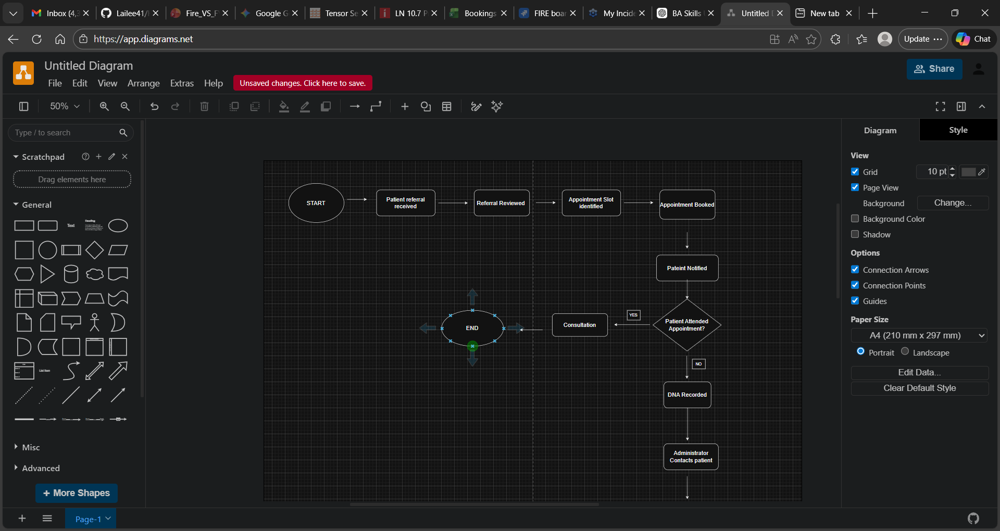 Inbox (4,3
Lailee41/
Fire_VS_F
Google G
Tensor Se
LN 10.7 P
Bookings
FIRE boar
My Incide
BA Skills
Untitled
New tab
https://app.diagrams.net
Update
Chat
Untitled Diagram
File
Edit
View
Arrange
Extras
Help
Unsaved changes. Click here to save.
Share
50%
Type / to search
Scratchpad
Drag elements here
General
Text
Heading
List Item
Misc
Advanced
+ More Shapes
Page-1
START
Patient referral
received
Referral Reviewed
Appointment Slot
identified
Appointment Booked
Pateint Notified
Patient Attended
Appointment?
YES
Consultation
END
NO
DNA Recorded
Administrator
Contacts patient
Diagram
Style
View
Grid
10 pt
Page View
Background
Change...
Background Color
Shadow
Options
Connection Arrows
Connection Points
Guides
Paper Size
A4 (210 mm x 297 mm)
Portrait
Landscape
Edit Data...
Clear Default Style